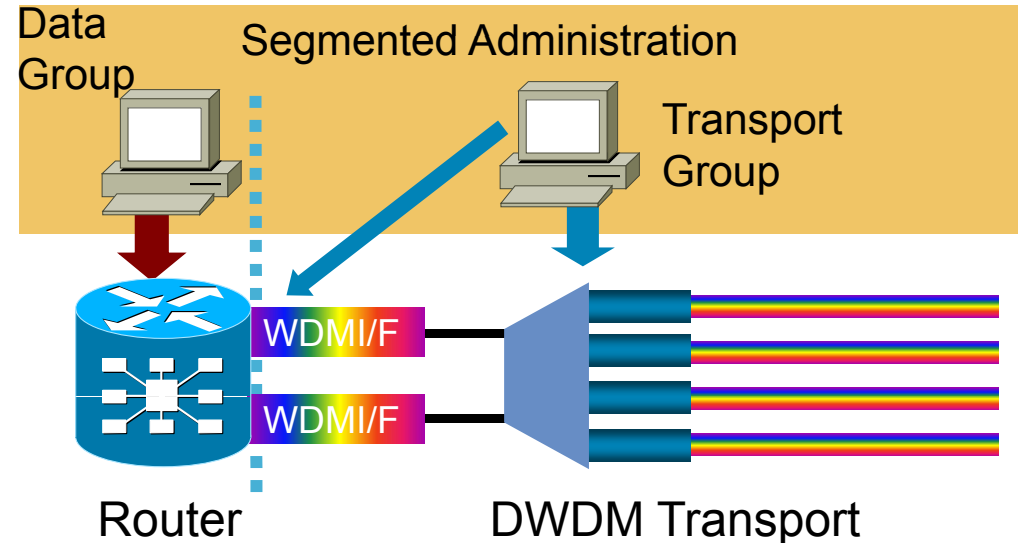 Data
Group
Segmented Administration
Transport
Group
WDMI/F
WDMI/F
Router
DWDM Transport